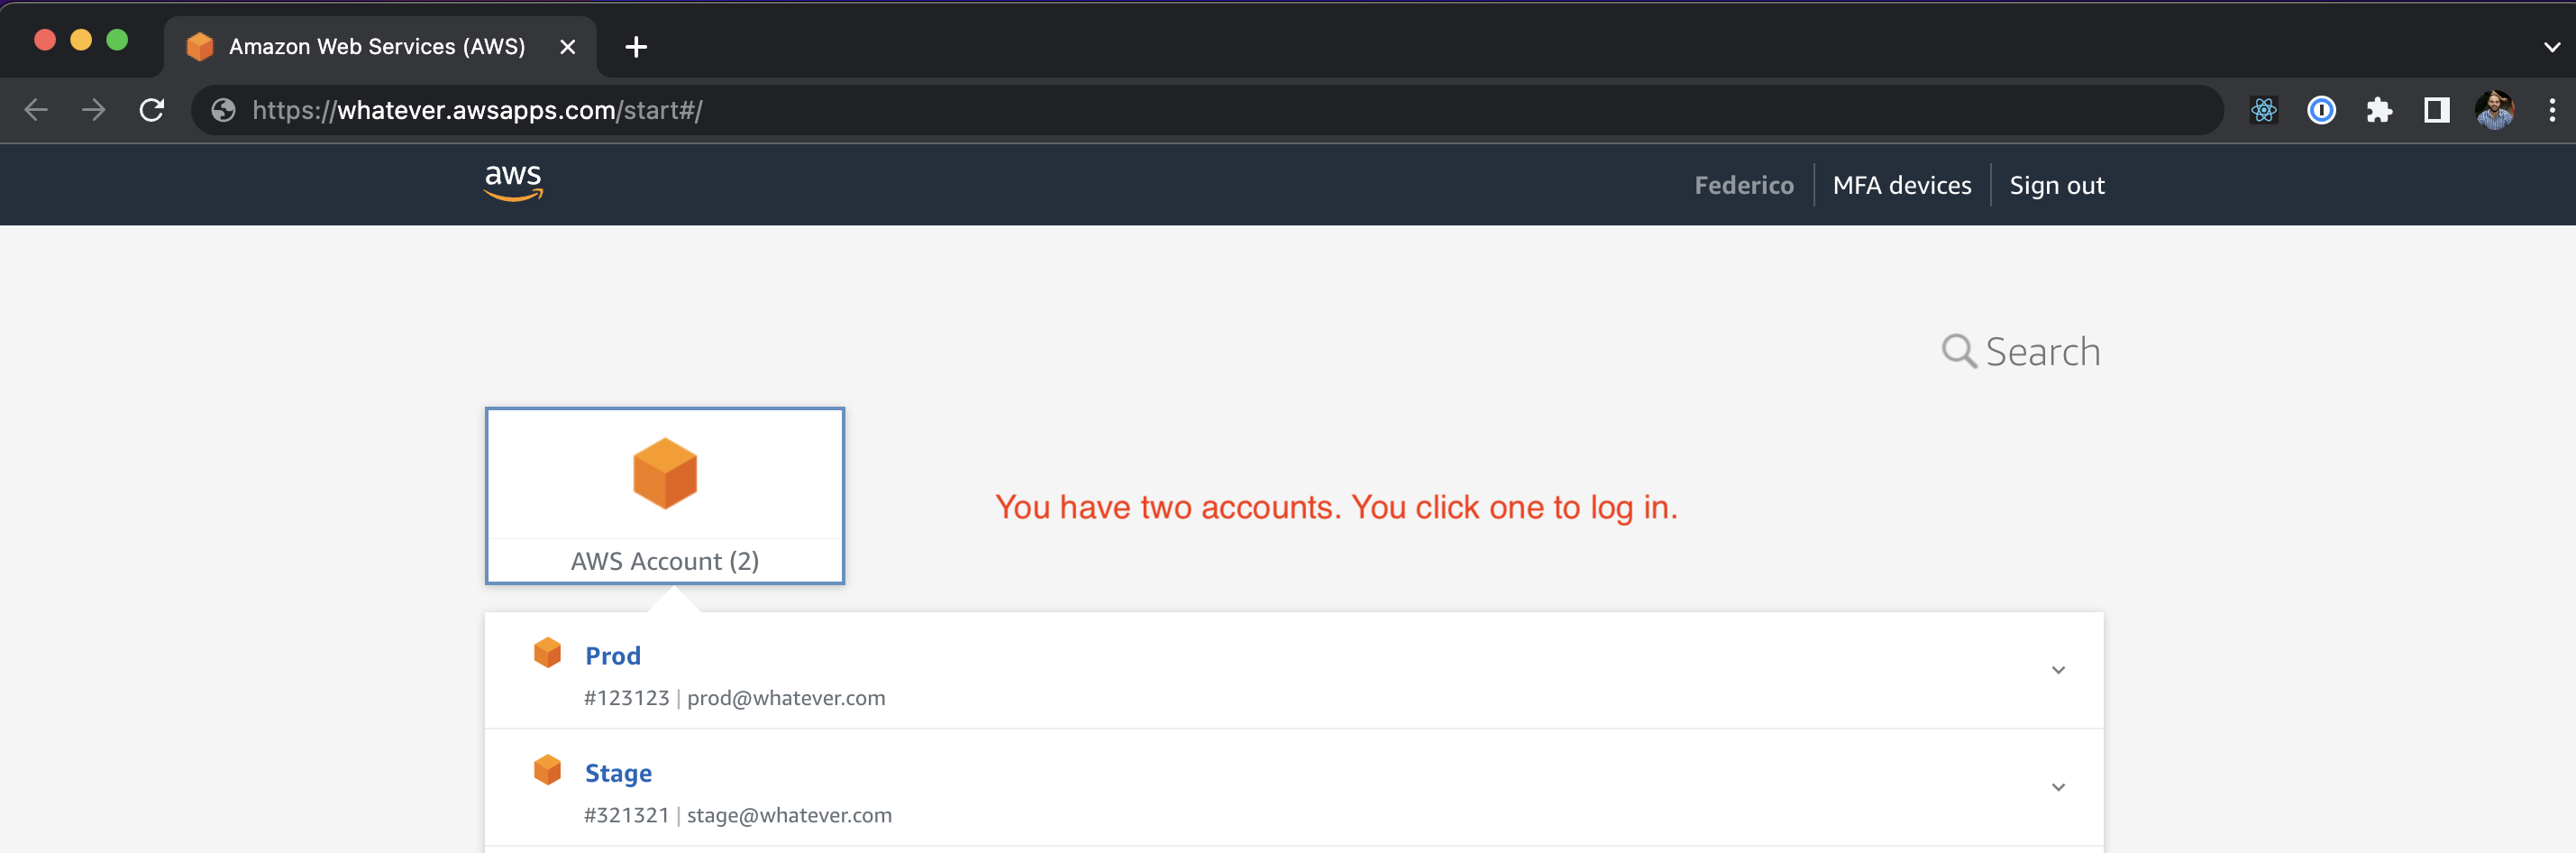 Amazon Web Services (AWS)
https://whatever.awsapps.com/start#/
aws
Federico
MFA devices
Sign out
Search
AWS Account (2)
You have two accounts. You click one to log in.
Prod
#123123 | prod@whatever.com
Stage
#321321 | stage@whatever.com